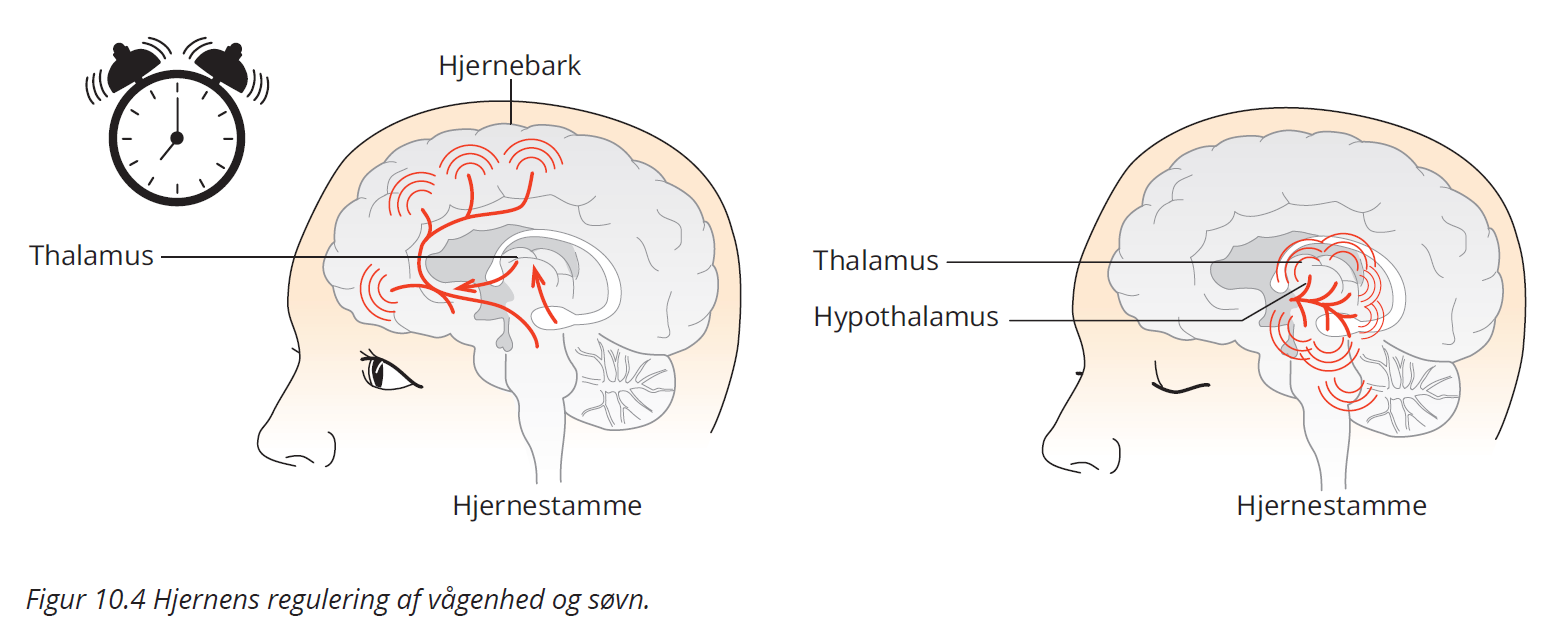 Hjernebark
Thalamus
Hjernestamme
Thalamus
Hypothalamus
Hjernestamme
Figur 10.4 Hjernens regulering af vågenhed og søvn.